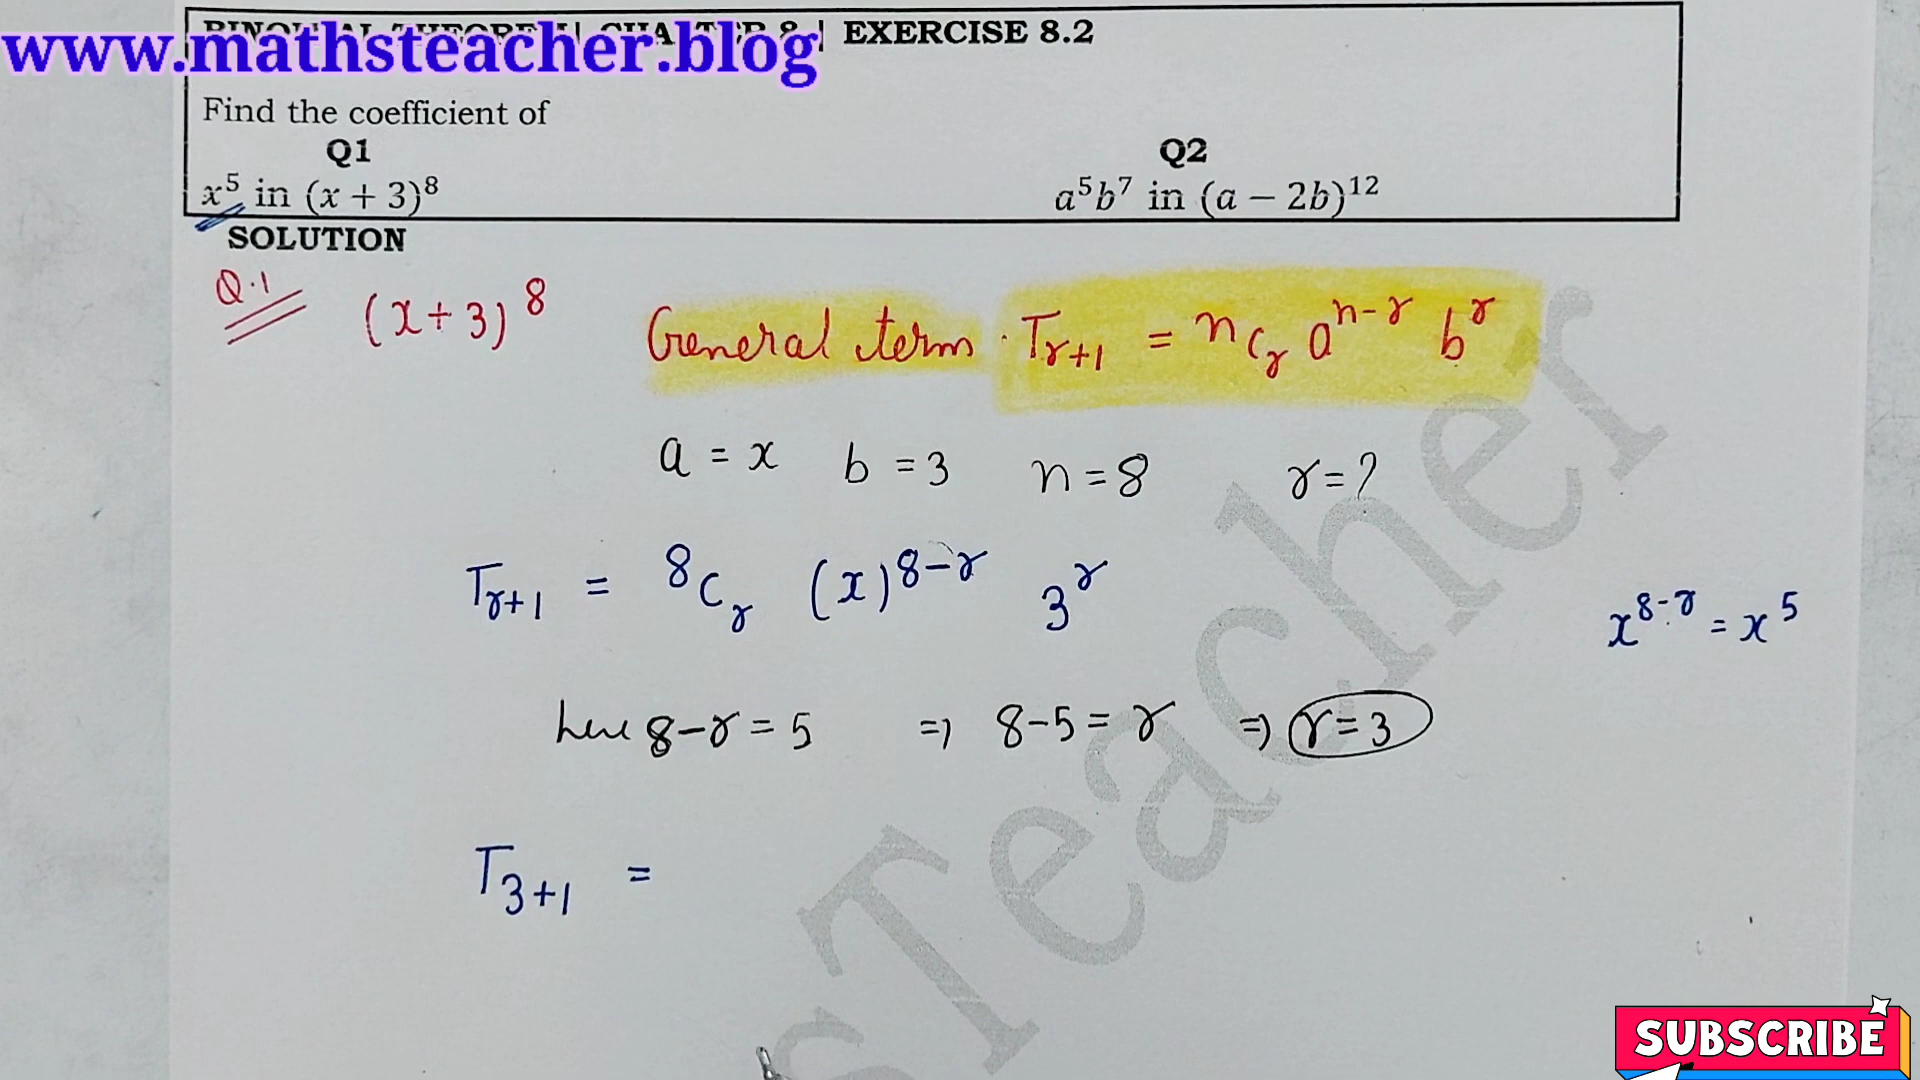 www.mathsteacher.blog
EXERCISE 8.2
Find the coefficient of
Q1 Q2
x⁵ in (x + 3)⁸ a⁵b⁷ in (a − 2b)¹²
SOLUTION
Q.1 (x+3)⁸ General term. Tᵣ₊₁ = ⁿCᵣ aⁿ⁻ʳ bʳ
a = x b = 3 n = 8 r = ?
Tᵣ₊₁ = ⁸Cᵣ (x)⁸⁻ʳ 3ʳ
x⁸⁻ʳ = x⁵
here 8-r = 5 ⇒ 8-5 = r ⇒ r = 3
T₃₊₁ =
sTeacher
SUBSCRIBE